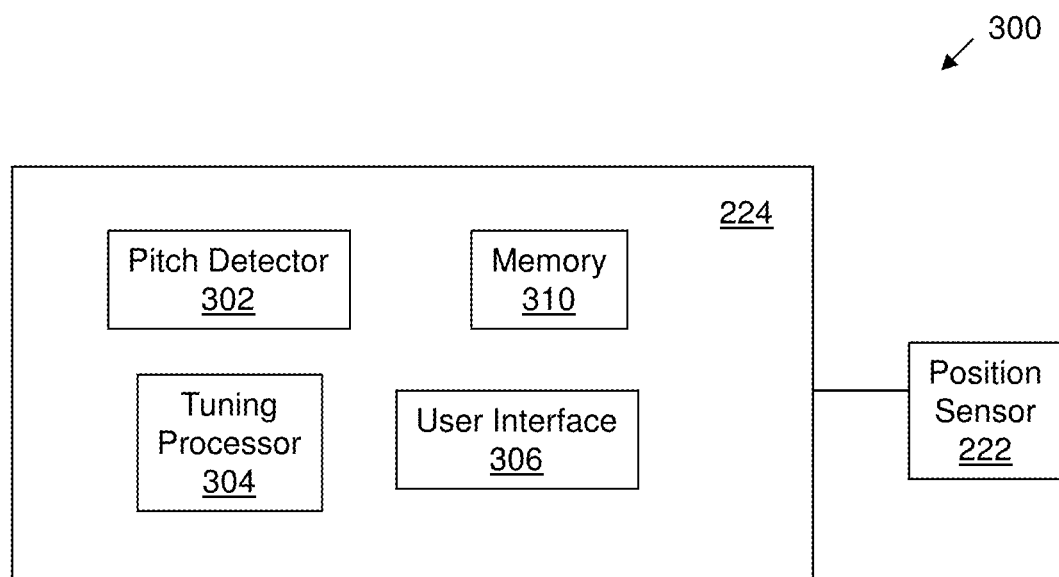 300
224
Pitch Detector
302
Memory
310
Tuning
Processor
304
User Interface
306
Position
Sensor
222